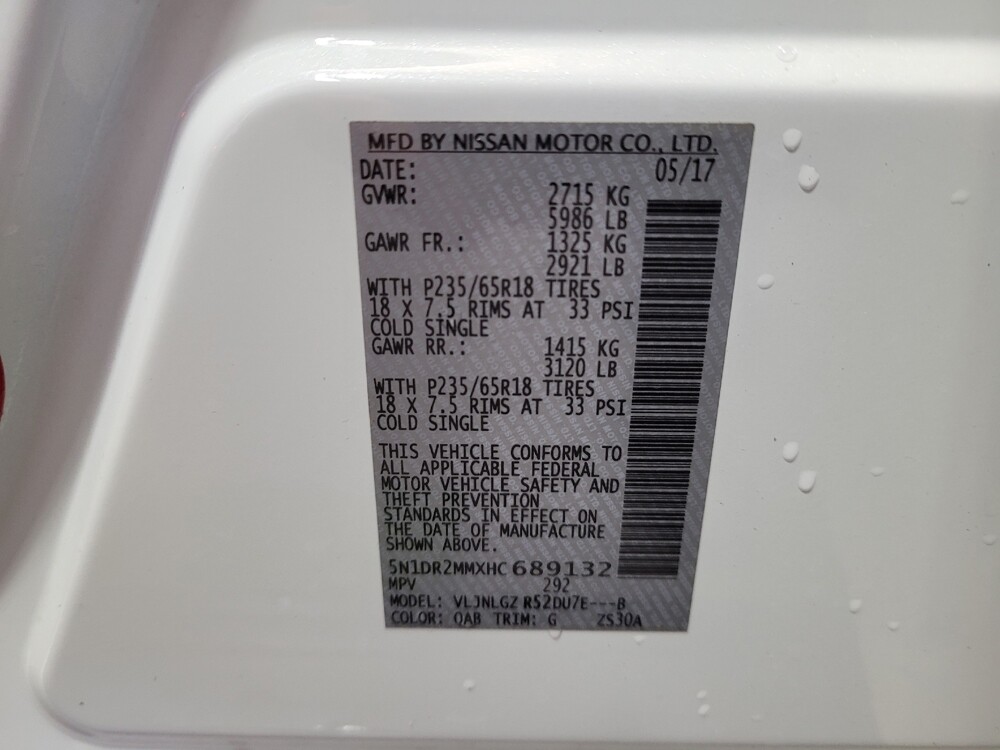 MFD BY NISSAN MOTOR CO., LTD.
DATE: 05/17
GVWR: 2715 KG
5986 LB
GAWR FR.: 1325 KG
2921 LB
WITH P235/65R18 TIRES
18 X 7.5 RIMS AT 33 PSI
COLD SINGLE
GAWR RR.: 1415 KG
3120 LB
WITH P235/65R18 TIRES
18 X 7.5 RIMS AT 33 PSI
COLD SINGLE
THIS VEHICLE CONFORMS TO
ALL APPLICABLE FEDERAL
MOTOR VEHICLE SAFETY AND
THEFT PREVENTION
STANDARDS IN EFFECT ON
THE DATE OF MANUFACTURE
SHOWN ABOVE.
5N1DR2MMXHC689132
MPV 292
MODEL: VLJNLGZ R52DU7E---B
COLOR: QAB TRIM: G ZS30A